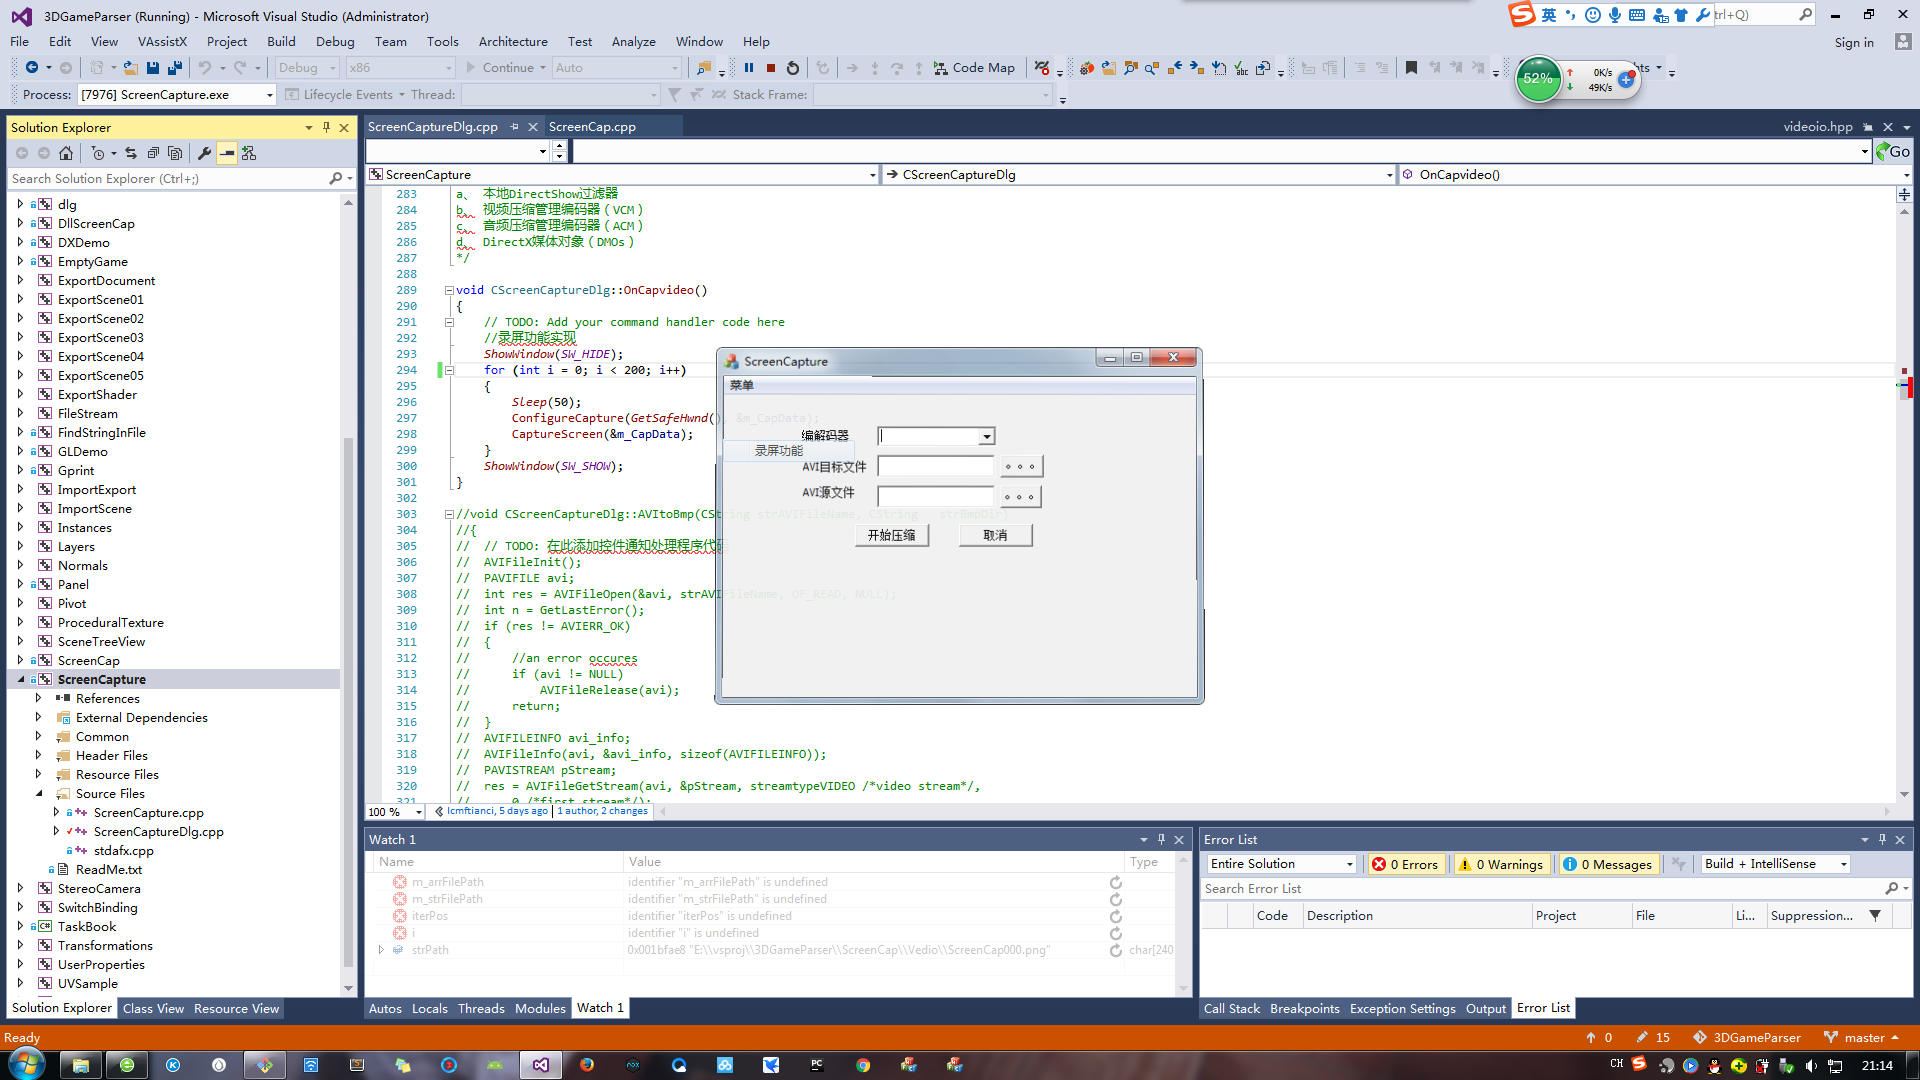 3DGameParser (Running) - Microsoft Visual Studio (Administrator)
英
trl+Q)
File Edit View VAssistX Project Build Debug Team Tools Architecture Test Analyze Window Help
Sign in
Debug x86 Continue Auto Code Map
52% 0K/s
49K/s
Process: [7976] ScreenCapture.exe Lifecycle Events Thread: Stack Frame:
Solution Explorer
Search Solution Explorer (Ctrl+;)
dlg
DllScreenCap
DXDemo
EmptyGame
ExportDocument
ExportScene01
ExportScene02
ExportScene03
ExportScene04
ExportScene05
ExportShader
FileStream
FindStringInFile
GLDemo
Gprint
ImportExport
ImportScene
Instances
Layers
Normals
Panel
Pivot
ProceduralTexture
SceneTreeView
ScreenCap
ScreenCapture
References
External Dependencies
Common
Header Files
Resource Files
Source Files
ScreenCapture.cpp
ScreenCaptureDlg.cpp
stdafx.cpp
ReadMe.txt
StereoCamera
SwitchBinding
TaskBook
Transformations
UserProperties
UVSample
Solution Explorer Class View Resource View
ScreenCaptureDlg.cpp ScreenCap.cpp videoio.hpp
Go
ScreenCapture CScreenCaptureDlg OnCapvideo()
283 a、 本地DirectShow过滤器
284 b、 视频压缩管理编码器（VCM）
285 c、 音频压缩管理编码器（ACM）
286 d、 DirectX媒体对象（DMOs）
287 */
288
289 void CScreenCaptureDlg::OnCapvideo()
290 {
291 // TODO: Add your command handler code here
292 //录屏功能实现
293 ShowWindow(SW_HIDE);
294 for (int i = 0; i < 200; i++)
295 {
296 Sleep(50);
297 ConfigureCapture(GetSafeHwnd(), &m_CapData);
298 CaptureScreen(&m_CapData);
299 }
300 ShowWindow(SW_SHOW);
301 }
302
303 //void CScreenCaptureDlg::AVItoBmp(CString strAVIFileName, CString strBmpDir)
304 //{
305 // // TODO: 在此添加控件通知处理程序代码
306 // AVIFileInit();
307 // PAVIFILE avi;
308 // int res = AVIFileOpen(&avi, strAVIFileName, OF_READ, NULL);
309 // int n = GetLastError();
310 // if (res != AVIERR_OK)
311 // {
312 // //an error occures
313 // if (avi != NULL)
314 // AVIFileRelease(avi);
315 // return;
316 // }
317 // AVIFILEINFO avi_info;
318 // AVIFileInfo(avi, &avi_info, sizeof(AVIFILEINFO));
319 // PAVISTREAM pStream;
320 // res = AVIFileGetStream(avi, &pStream, streamtypeVIDEO /*video stream*/,
321 // 0 /*first stream*/);
100 % lcmftianci, 5 days ago | 1 author, 2 changes
ScreenCapture
菜单
编解码器
录屏功能
AVI目标文件
AVI源文件
开始压缩 取消
Watch 1
Name Value Type
m_arrFilePath identifier "m_arrFilePath" is undefined
m_strFilePath identifier "m_strFilePath" is undefined
iterPos identifier "iterPos" is undefined
i identifier "i" is undefined
strPath 0x001bfae8 "E:\\vsproj\\3DGameParser\\ScreenCap\\Vedio\\ScreenCap000.png" char[240
Autos Locals Threads Modules Watch 1
Error List
Entire Solution 0 Errors 0 Warnings 0 Messages Build + IntelliSense
Search Error List
Code Description Project File Li... Suppression...
Call Stack Breakpoints Exception Settings Output Error List
Ready 0 15 3DGameParser master
CH 21:14